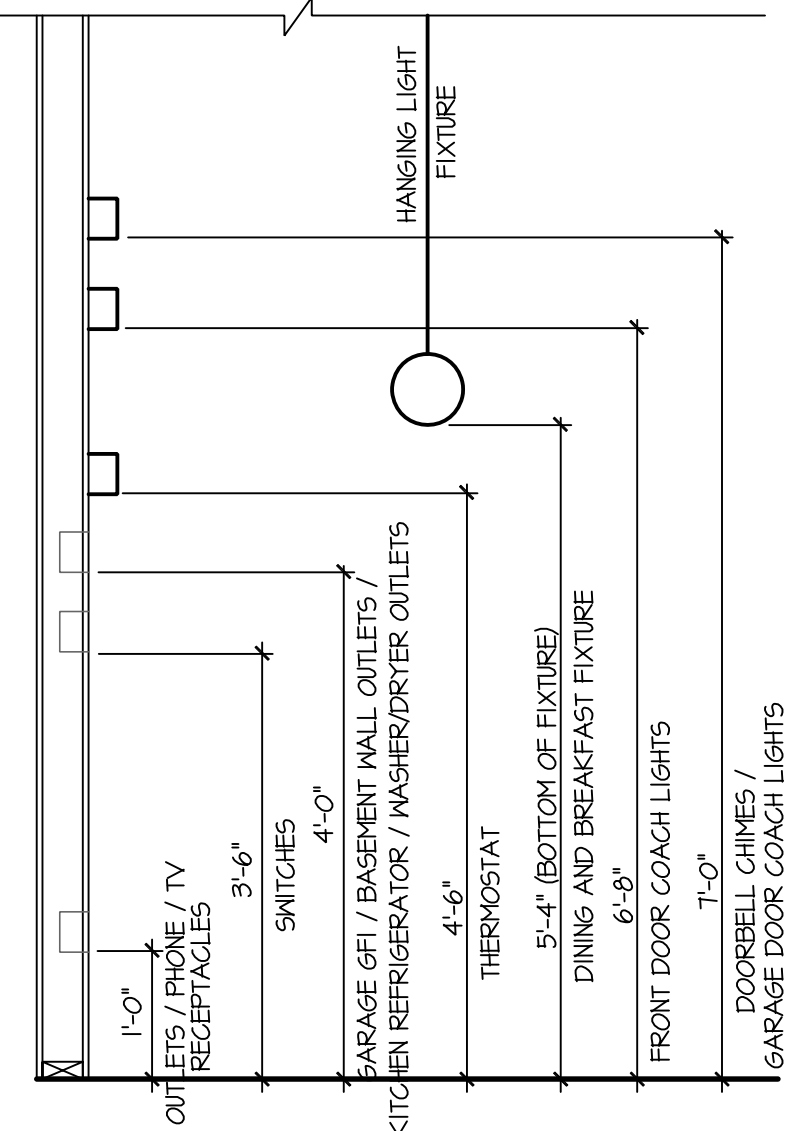 HANGING LIGHT
FIXTURE
1'-0"
OUTLETS / PHONE / TV
RECEPTACLES
3'-6"
SWITCHES
4'-0"
GARAGE GFI / BASEMENT WALL OUTLETS /
KITCHEN REFRIGERATOR / WASHER/DRYER OUTLETS
4'-6"
THERMOSTAT
5'-4" (BOTTOM OF FIXTURE)
DINING AND BREAKFAST FIXTURE
6'-8"
FRONT DOOR COACH LIGHTS
7'-0"
DOORBELL CHIMES /
GARAGE DOOR COACH LIGHTS